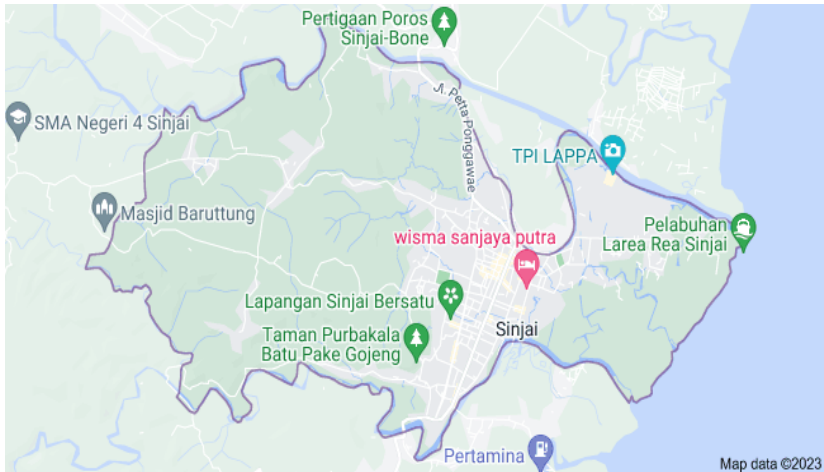 Pertigaan Poros
Sinjai-Bone
Jl. Petta Ponggawae
SMA Negeri 4 Sinjai
TPI LAPPA
Masjid Baruttung
Pelabuhan
Larea Rea Sinjai
wisma sanjaya putra
Lapangan Sinjai Bersatu
Sinjai
Taman Purbakala
Batu Pake Gojeng
Pertamina
Map data ©2023